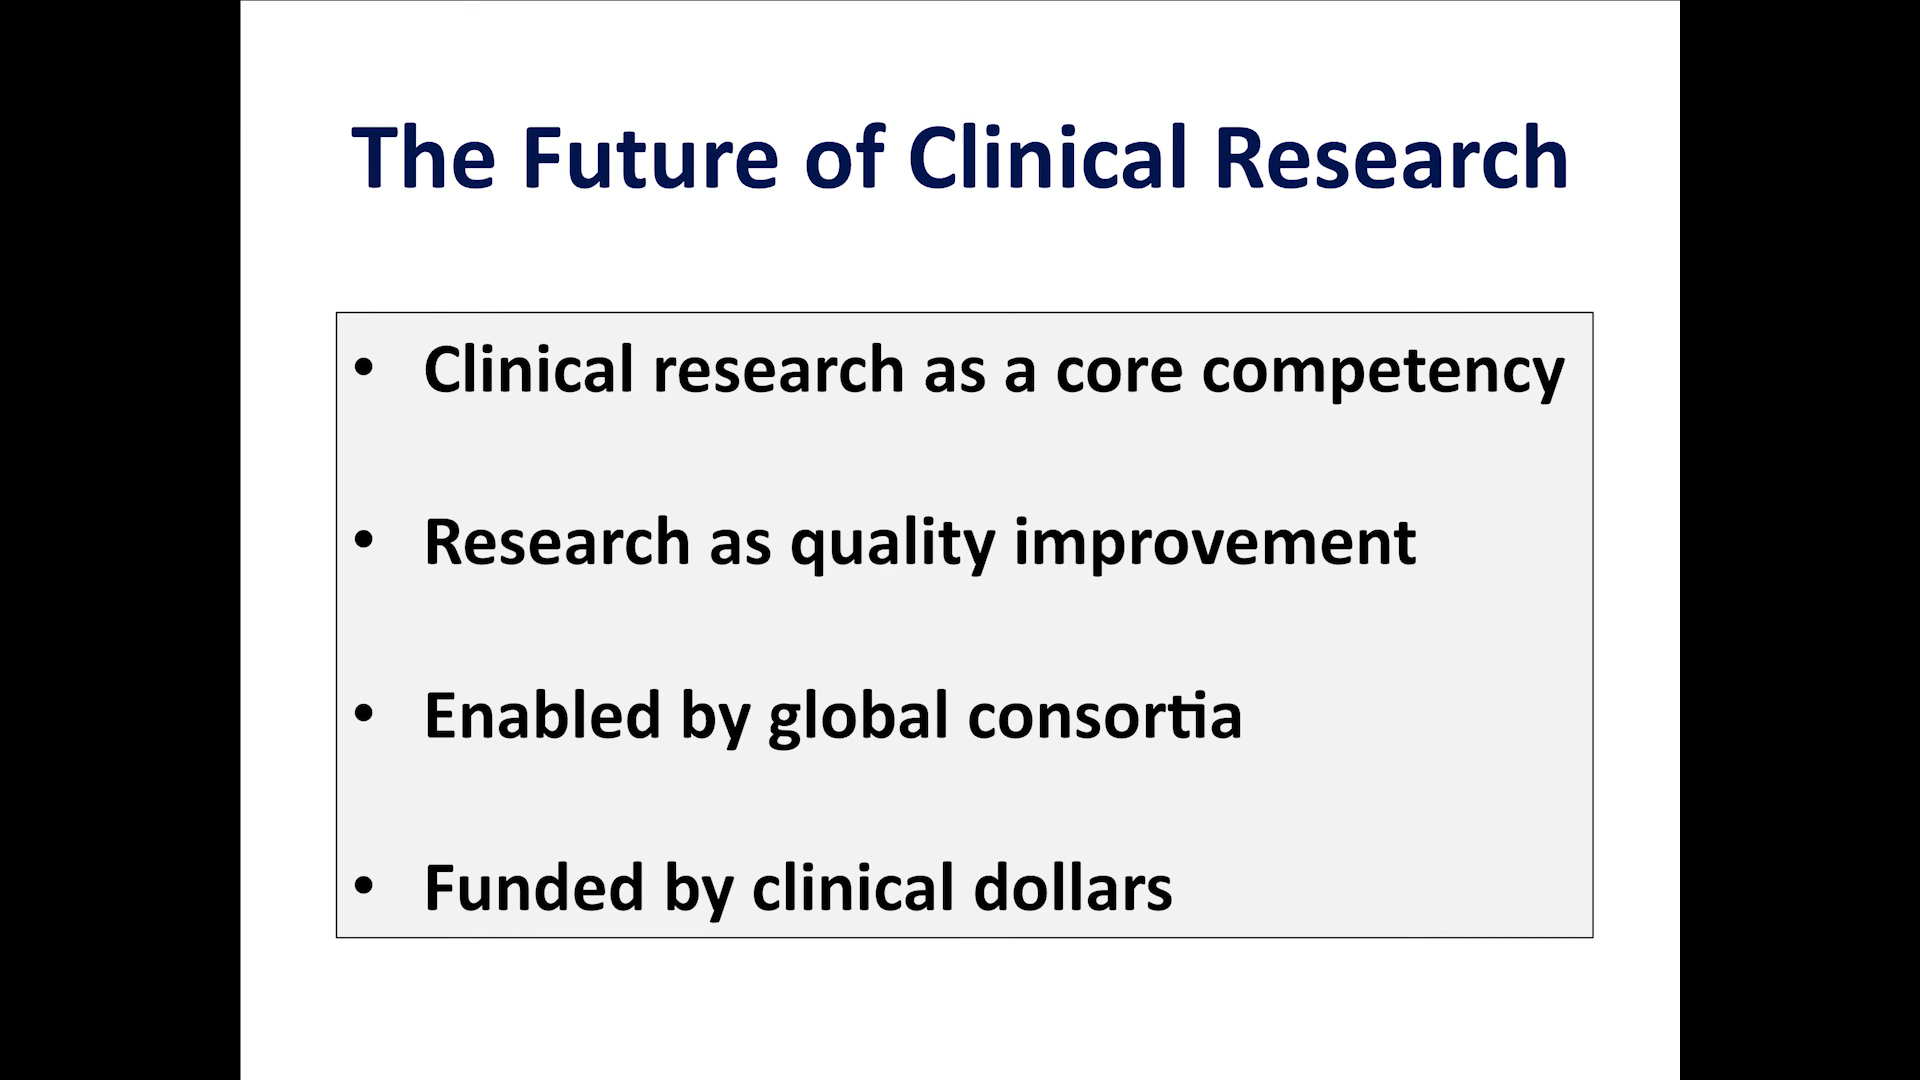 The Future of Clinical Research
• Clinical research as a core competency
• Research as quality improvement
• Enabled by global consortia
• Funded by clinical dollars